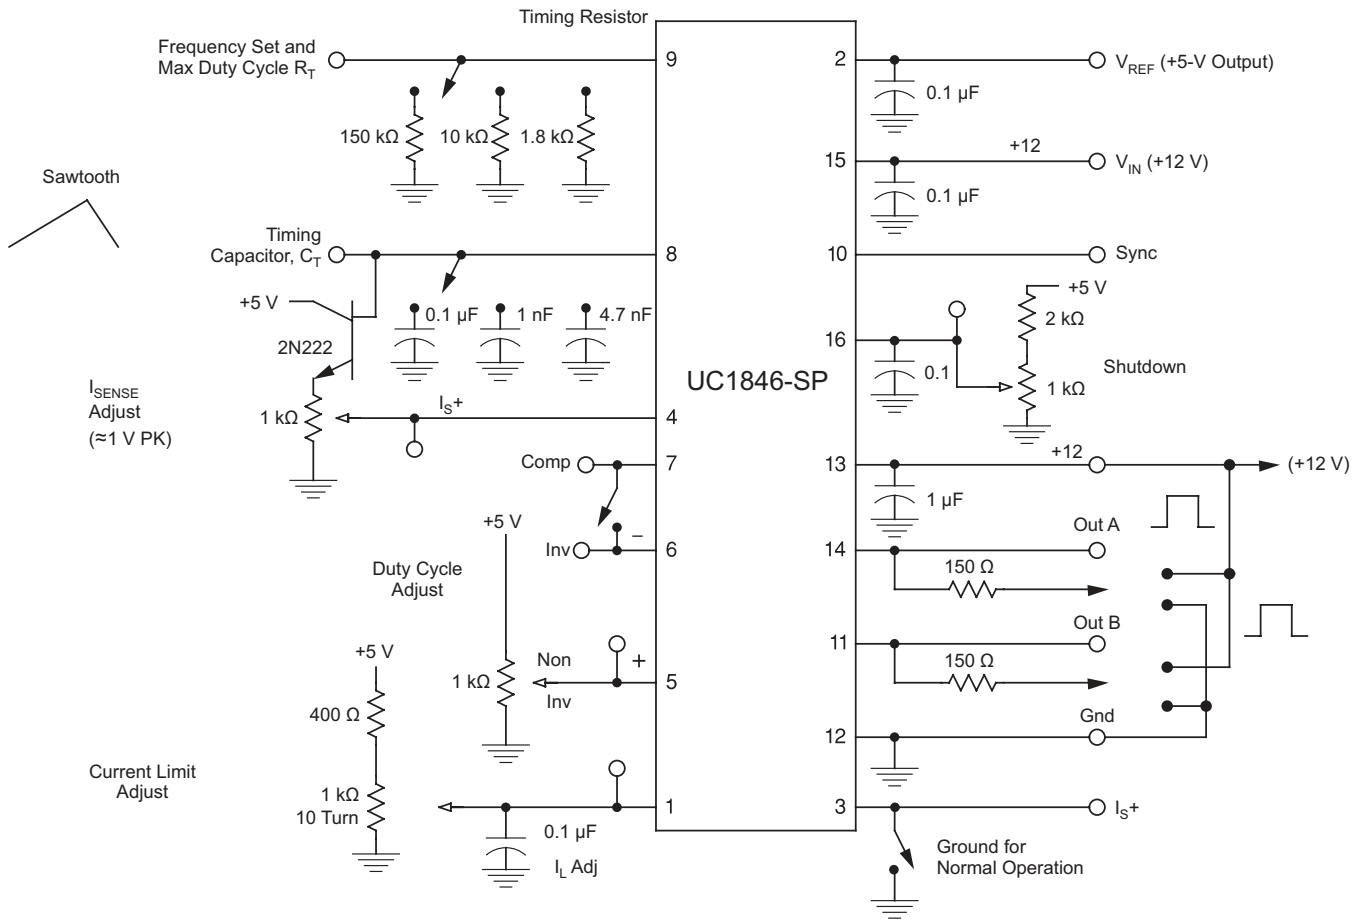 Timing Resistor
Frequency Set and
Max Duty Cycle R_T
9
2
V_REF (+5-V Output)
0.1 µF
150 kΩ
10 kΩ
1.8 kΩ
15
+12
V_IN (+12 V)
0.1 µF
Sawtooth
Timing
Capacitor, C_T
8
10
Sync
+5 V
0.1 µF
1 nF
4.7 nF
2N222
+5 V
2 kΩ
16
0.1
1 kΩ
Shutdown
UC1846-SP
I_SENSE
Adjust
(≈1 V PK)
1 kΩ
I_S+
4
Comp
7
13
+12
(+12 V)
1 µF
+5 V
Inv
–
6
14
Out A
150 Ω
Duty Cycle
Adjust
11
Out B
150 Ω
1 kΩ
Non
Inv
+
5
+5 V
400 Ω
12
Gnd
Current Limit
Adjust
1 kΩ
10 Turn
1
0.1 µF
I_L Adj
3
I_S+
Ground for
Normal Operation